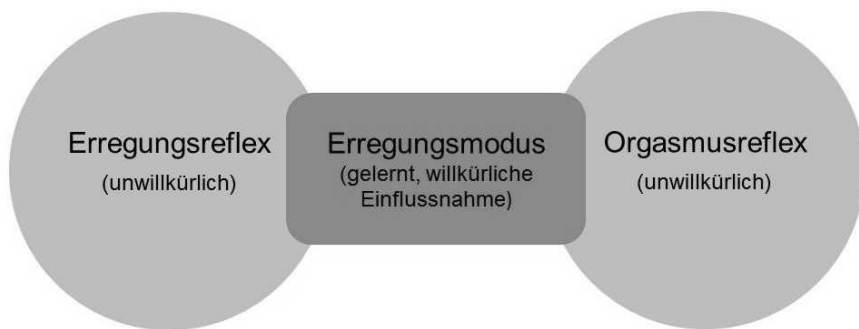 Erregungsreflex
(unwillkürlich)
Erregungsmodus
(gelernt, willkürliche
Einflussnahme)
Orgasmusreflex
(unwillkürlich)